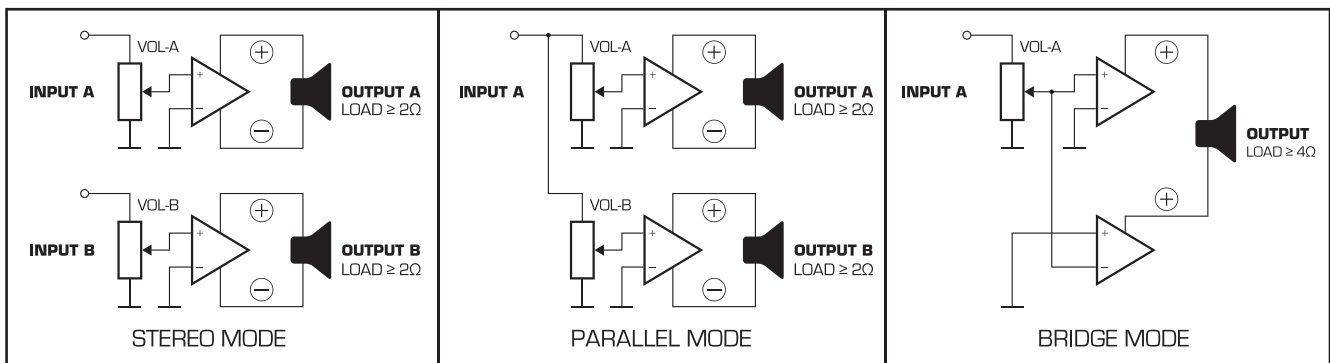 VOL-A
+
−
+
−
INPUT A
OUTPUT A
LOAD ≥ 2Ω
VOL-B
+
−
+
−
INPUT B
OUTPUT B
LOAD ≥ 2Ω
STEREO MODE
VOL-A
+
−
+
−
INPUT A
OUTPUT A
LOAD ≥ 2Ω
VOL-B
+
−
+
−
OUTPUT B
LOAD ≥ 2Ω
PARALLEL MODE
VOL-A
+
+
−
INPUT A
OUTPUT
LOAD ≥ 4Ω
+
+
−
BRIDGE MODE